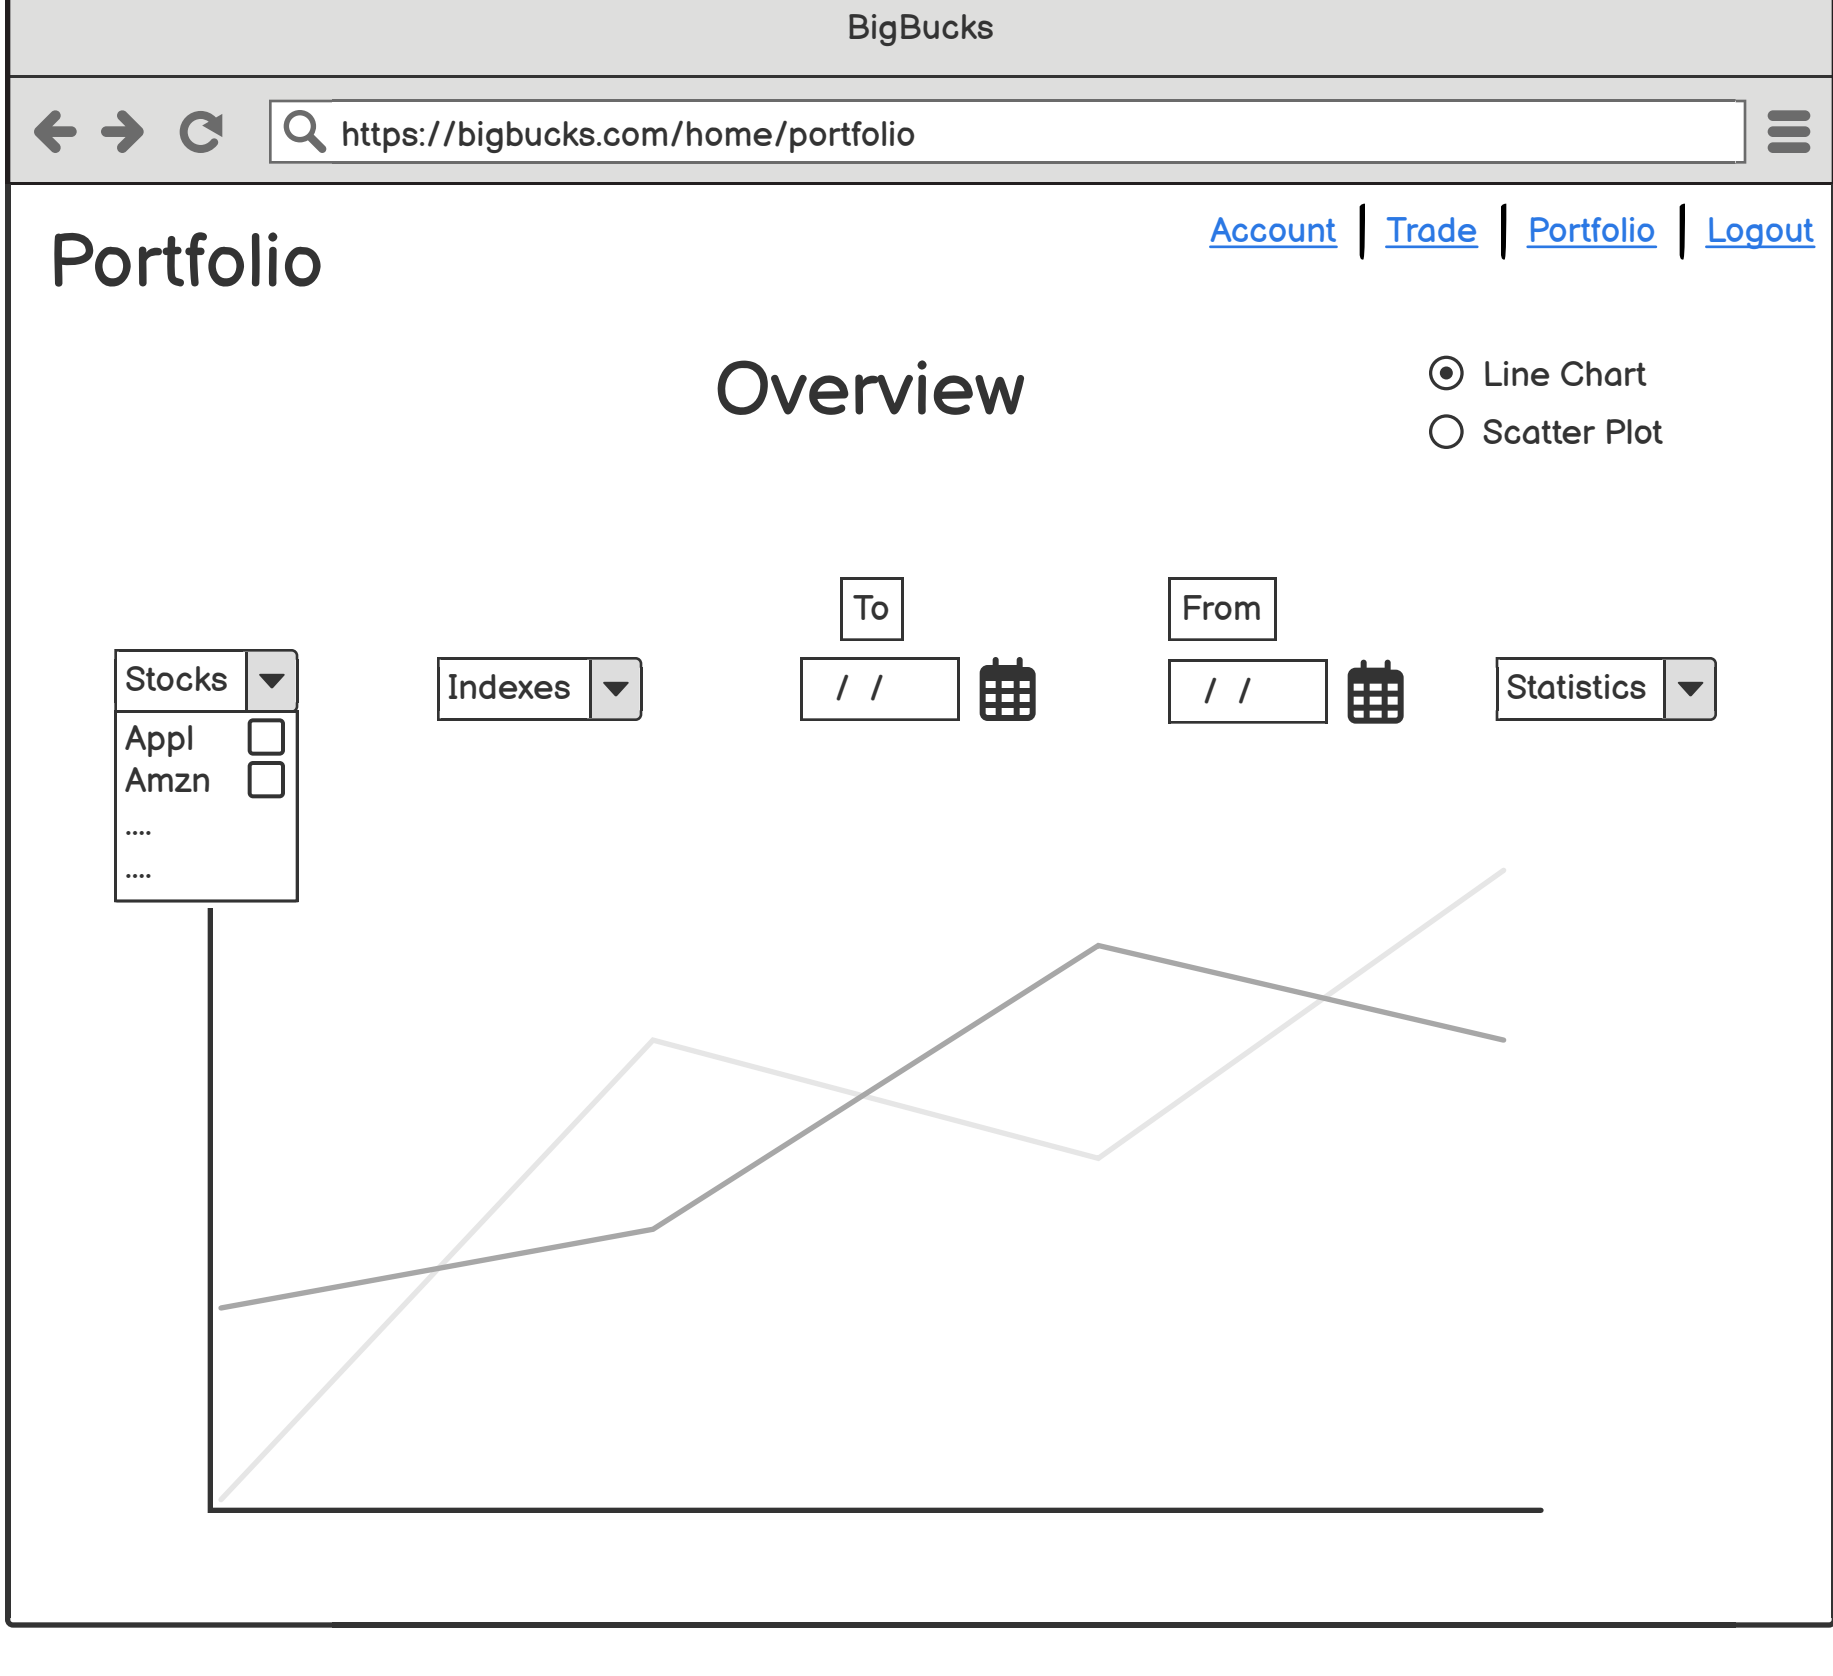 BigBucks
https://bigbucks.com/home/portfolio
Account Trade Portfolio Logout
Portfolio
Overview
Line Chart
Scatter Plot
To From
Stocks Indexes / / / / Statistics
Appl
Amzn
....
....